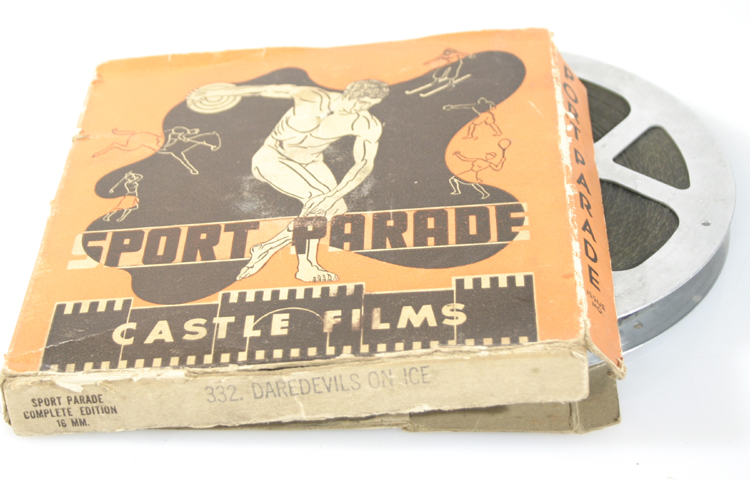 SPORT PARADE
CASTLE FILMS
332. DAREDEVILS ON ICE
SPORT PARADE
COMPLETE EDITION
16 MM.
SPORT PARADE